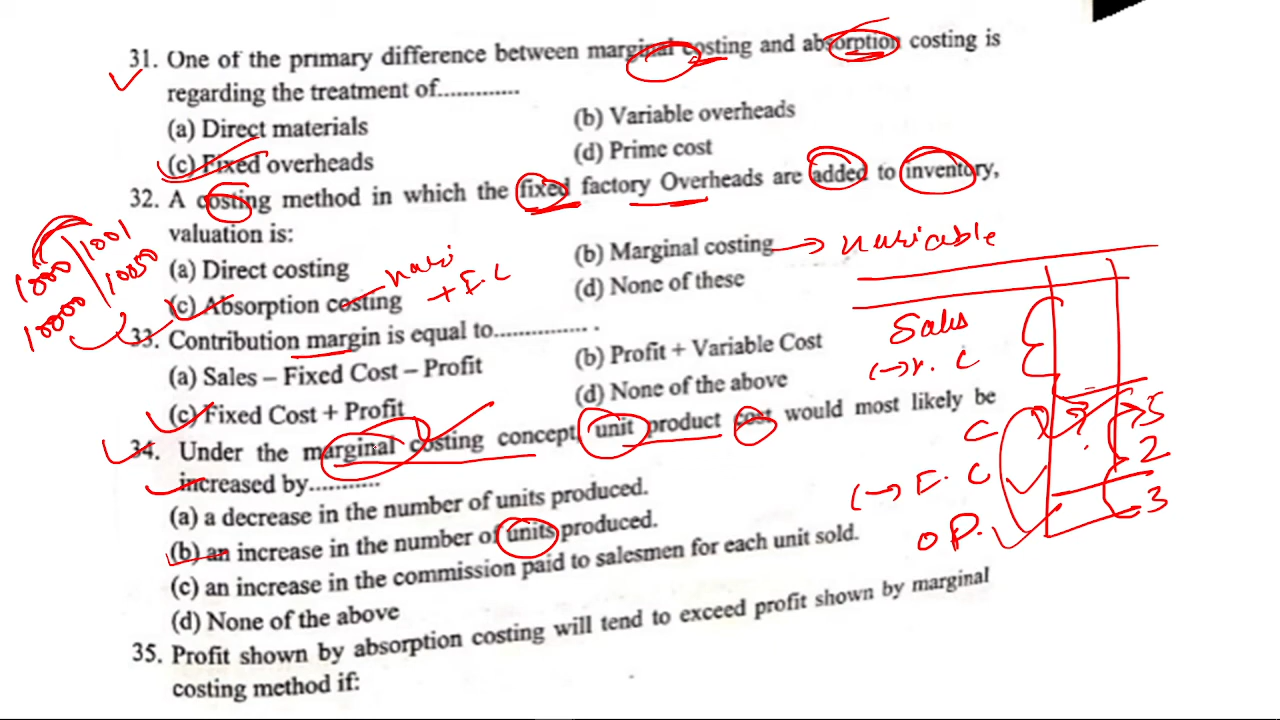 31. One of the primary difference between marginal costing and absorption costing is
regarding the treatment of.............
(a) Direct materials
(b) Variable overheads
(c) Fixed overheads
(d) Prime cost
32. A costing method in which the fixed factory Overheads are added to inventory,
valuation is:
(a) Direct costing
(b) Marginal costing → variable
(c) Absorption costing
(d) None of these
+ F. C
1000 | 1001
10000 | 10050
33. Contribution margin is equal to............... .
(a) Sales – Fixed Cost – Profit
(b) Profit + Variable Cost
(c) Fixed Cost + Profit
(d) None of the above
34. Under the marginal costing concept, unit product cost would most likely be
increased by...........
(a) a decrease in the number of units produced.
(b) an increase in the number of units produced.
(c) an increase in the commission paid to salesmen for each unit sold.
(d) None of the above
35. Profit shown by absorption costing will tend to exceed profit shown by marginal
costing method if:
Sales
(-) V. C
C 5
(-) F. C 2
O P. 3